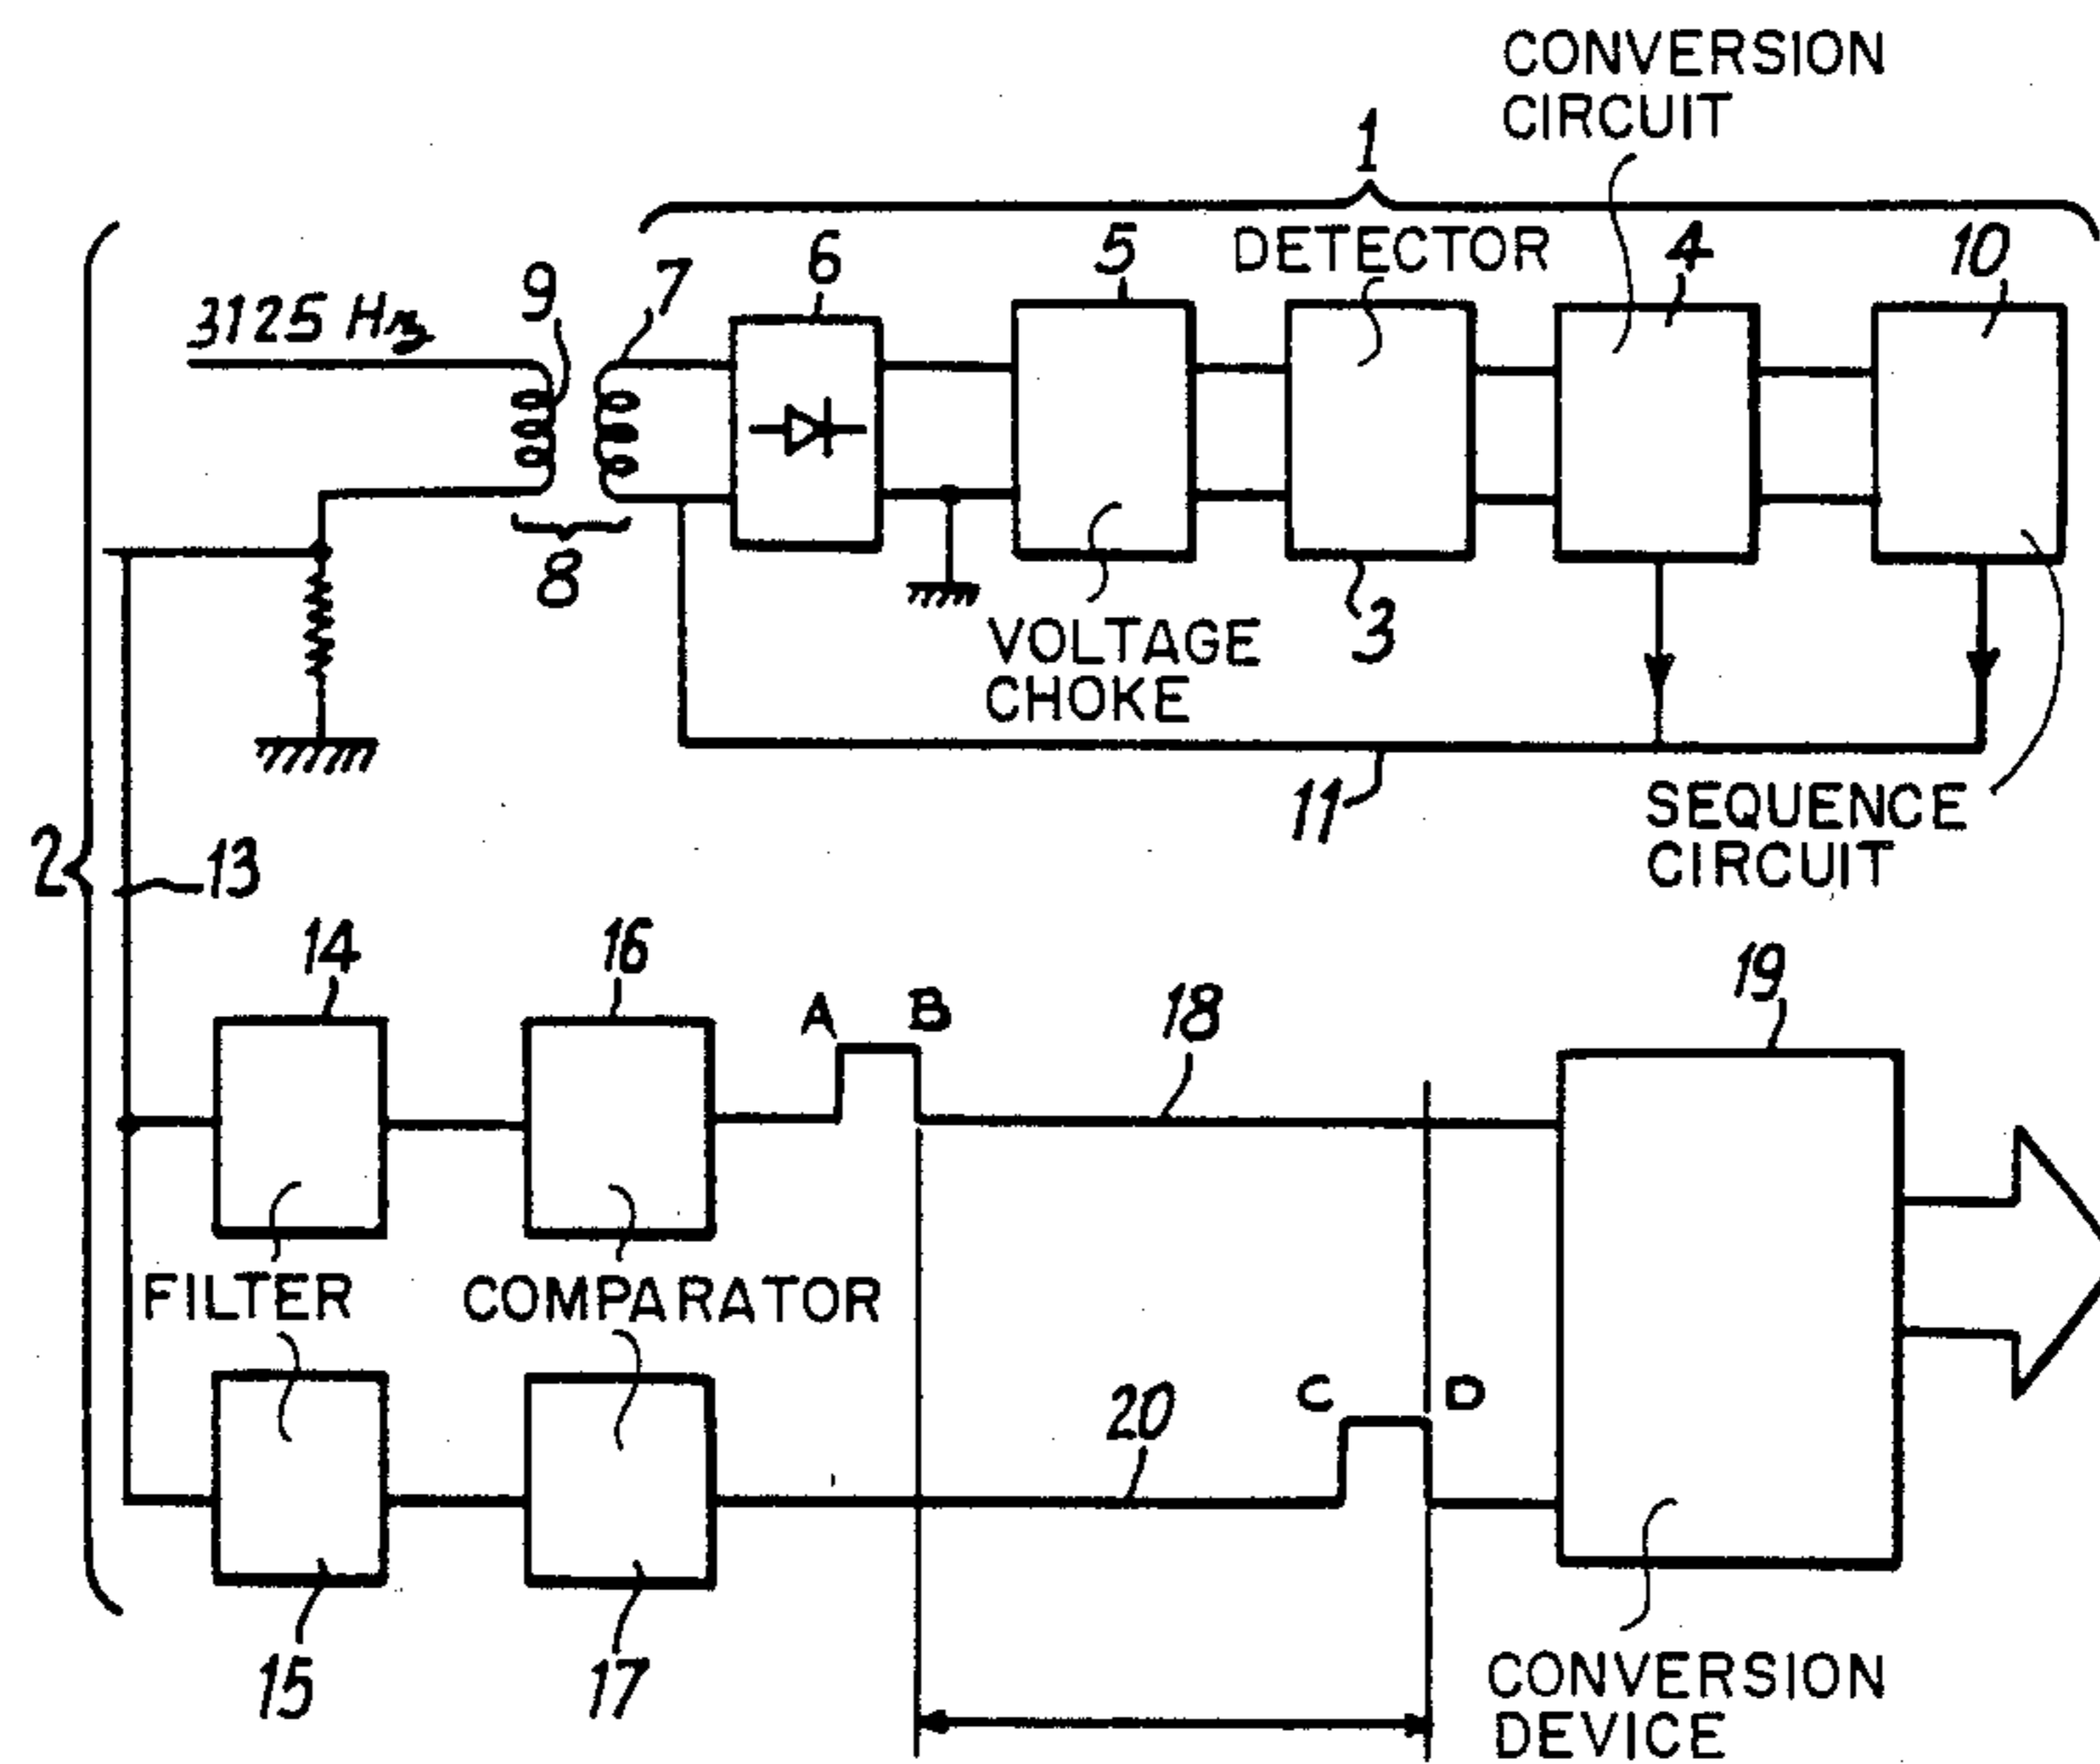 CONVERSION
CIRCUIT
1
DETECTOR
5
4
10
6
7
9
3125 Hz
8
3
VOLTAGE
CHOKE
11
SEQUENCE
CIRCUIT
2
13
14
16
A
B
18
19
FILTER
COMPARATOR
C
D
20
15
17
CONVERSION
DEVICE